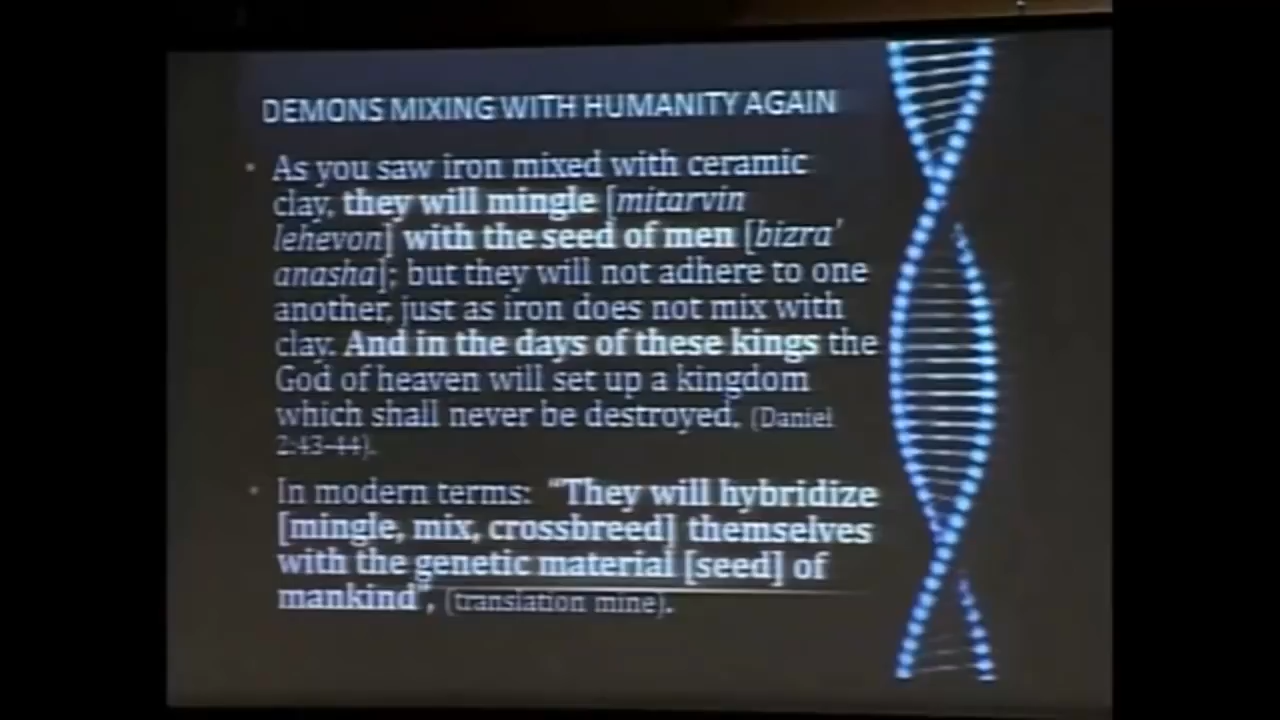 DEMONS MIXING WITH HUMANITY AGAIN
• As you saw iron mixed with ceramic
clay, they will mingle [mitarvin
lehevon] with the seed of men [bizra'
anasha]; but they will not adhere to one
another, just as iron does not mix with
clay. And in the days of these kings the
God of heaven will set up a kingdom
which shall never be destroyed. (Daniel
2:43-44).
• In modern terms: "They will hybridize
[mingle, mix, crossbreed] themselves
with the genetic material [seed] of
mankind", (translation mine).